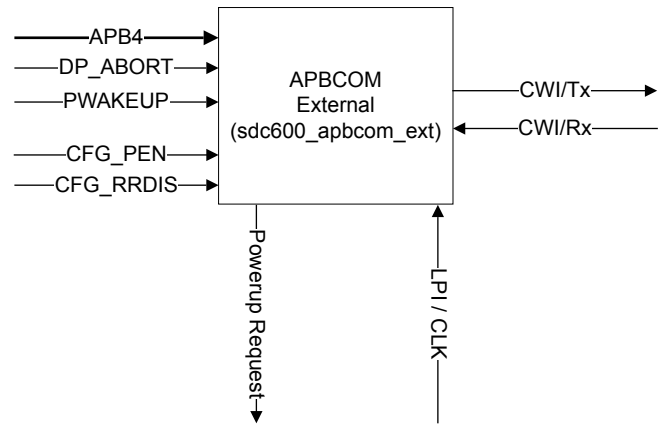 APB4
DP_ABORT
PWAKEUP
CFG_PEN
CFG_RRDIS
APBCOM
External
(sdc600_apbcom_ext)
CWI/Tx
CWI/Rx
Powerup Request
LPI / CLK